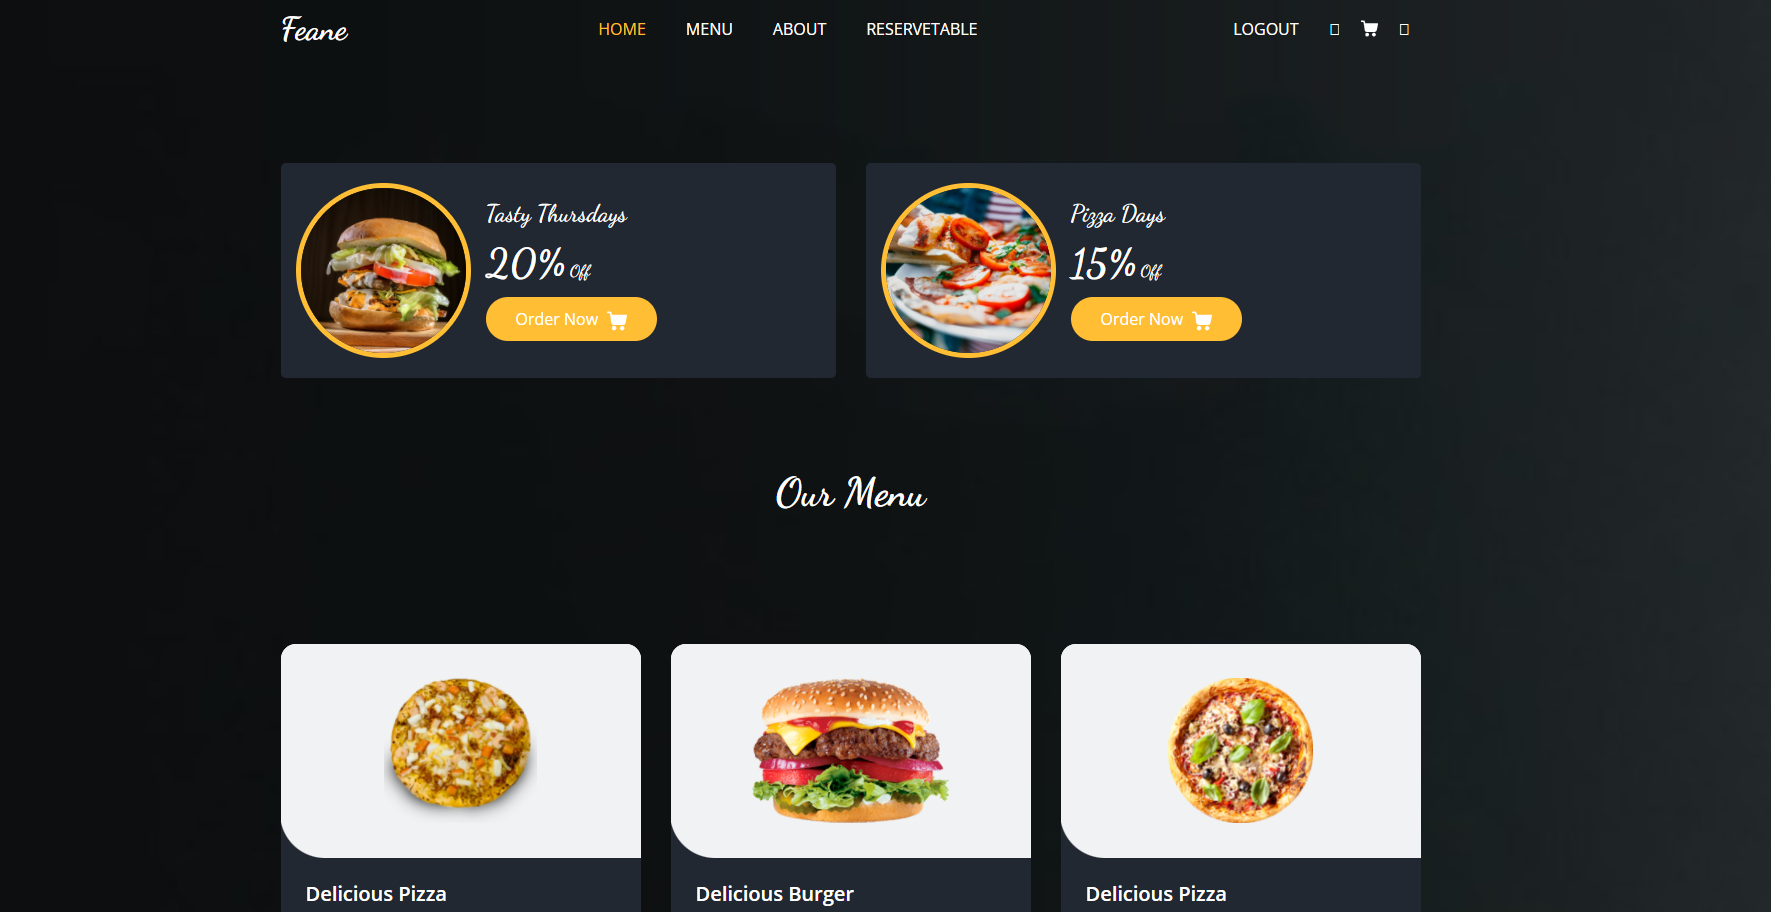 Feane
HOME MENU ABOUT RESERVETABLE LOGOUT
Tasty Thursdays
20% Off
Order Now
Pizza Days
15% Off
Order Now
Our Menu
Delicious Pizza
Delicious Burger
Delicious Pizza